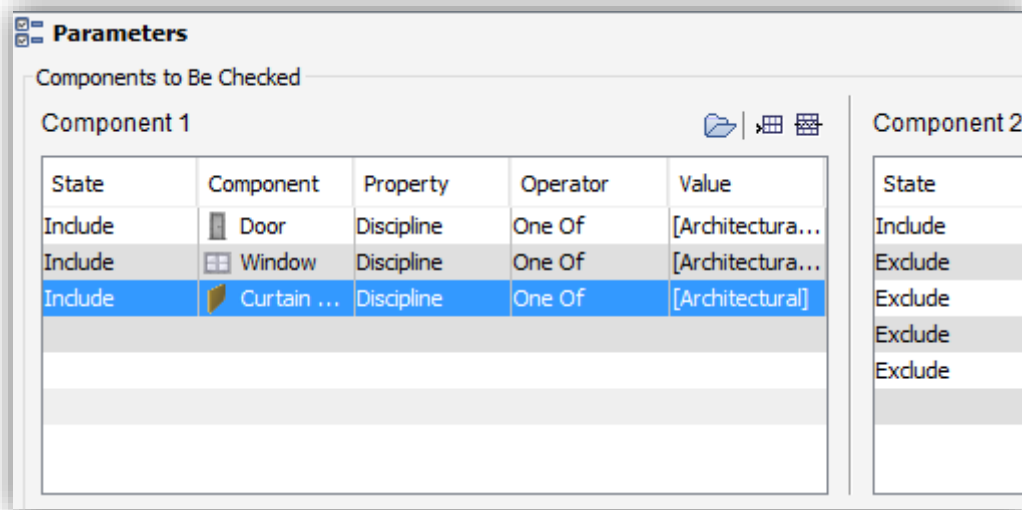 Parameters
Components to Be Checked
Component 1 Component 2
State Component Property Operator Value State
Include Door Discipline One Of [Architectura... Include
Include Window Discipline One Of [Architectura... Exclude
Include Curtain ... Discipline One Of [Architectural] Exclude
Exclude
Exclude